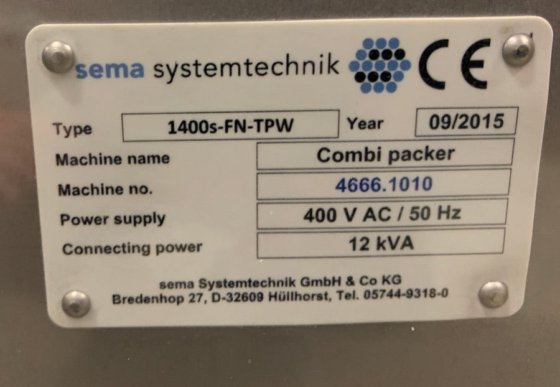 sema systemtechnik CE
Type 1400s-FN-TPW Year 09/2015
Machine name Combi packer
Machine no. 4666.1010
Power supply 400 V AC / 50 Hz
Connecting power 12 kVA
sema Systemtechnik GmbH & Co KG
Bredenhop 27, D-32609 Hüllhorst, Tel. 05744-9318-0